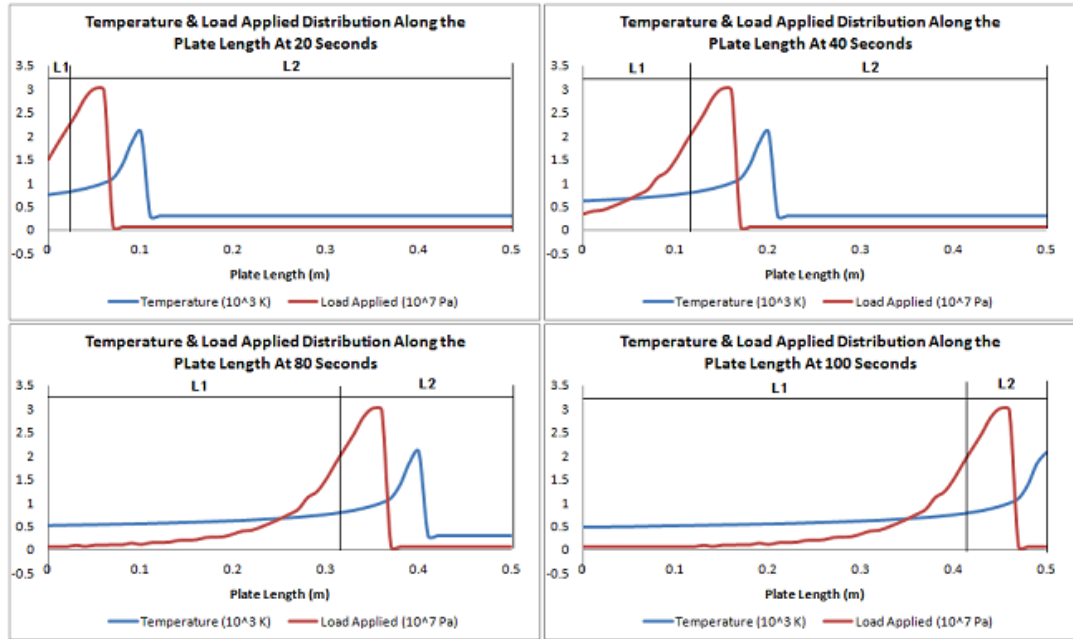 Temperature & Load Applied Distribution Along the
PLate Length At 20 Seconds
L1
L2
3.5
3
2.5
2
1.5
1
0.5
0
-0.5
0
0.1
0.2
0.3
0.4
0.5
Plate Length (m)
Temperature (10^3 K)
Load Applied (10^7 Pa)
Temperature & Load Applied Distribution Along the
PLate Length At 40 Seconds
L1
L2
3.5
3
2.5
2
1.5
1
0.5
0
-0.5
0
0.1
0.2
0.3
0.4
0.5
Plate Length (m)
Temperature (10^3 K)
Load Applied (10^7 Pa)
Temperature & Load Applied Distribution Along the
PLate Length At 80 Seconds
L1
L2
3.5
3
2.5
2
1.5
1
0.5
0
-0.5
0
0.1
0.2
0.3
0.4
0.5
Plate Length (m)
Temperature (10^3 K)
Load Applied (10^7 Pa)
Temperature & Load Applied Distribution Along the
PLate Length At 100 Seconds
L1
L2
3.5
3
2.5
2
1.5
1
0.5
0
-0.5
0
0.1
0.2
0.3
0.4
0.5
Plate Length (m)
Temperature (10^3 K)
Load Applied (10^7 Pa)